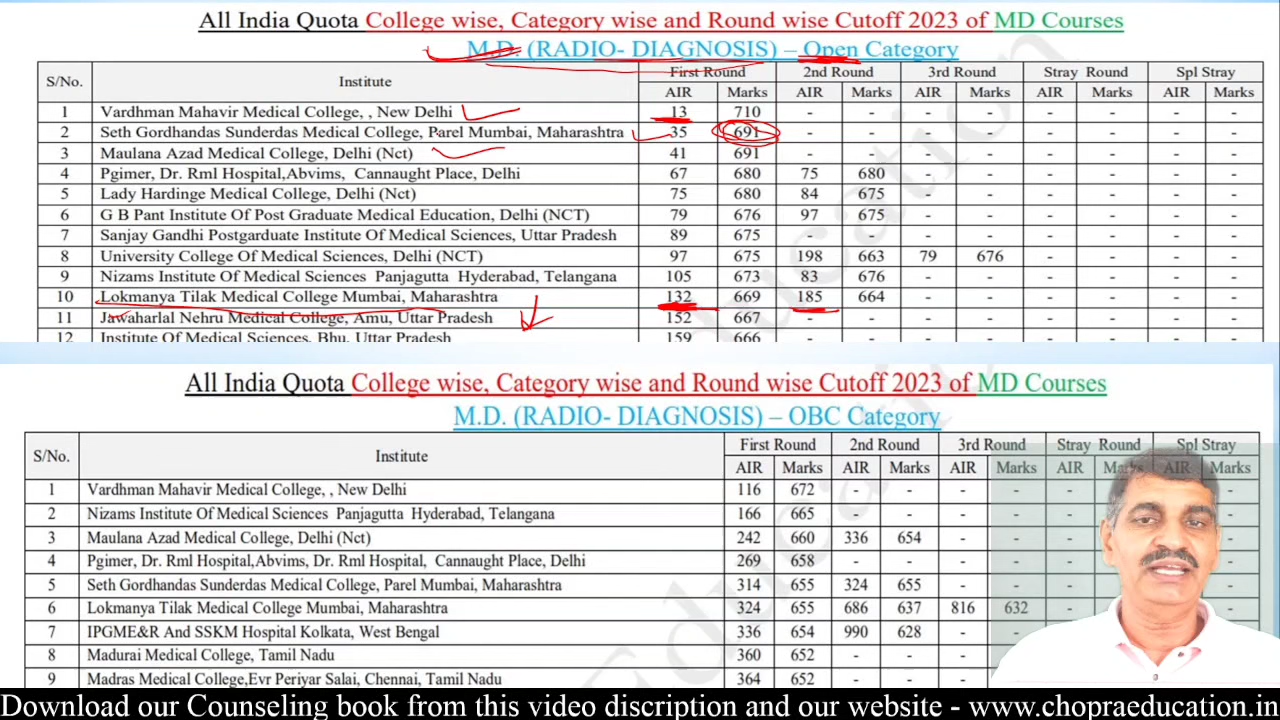 All India Quota College wise, Category wise and Round wise Cutoff 2023 of MD Courses
M.D. (RADIO- DIAGNOSIS) – Open Category
S/No. Institute First Round 2nd Round 3rd Round Stray Round Spl Stray
AIR Marks AIR Marks AIR Marks AIR Marks AIR Marks
1 Vardhman Mahavir Medical College, , New Delhi 13 710 - - - - - - - -
2 Seth Gordhandas Sunderdas Medical College, Parel Mumbai, Maharashtra 35 691 - - - - - - - -
3 Maulana Azad Medical College, Delhi (Nct) 41 691 - - - - - - - -
4 Pgimer, Dr. Rml Hospital,Abvims, Cannaught Place, Delhi 67 680 75 680 - - - - - -
5 Lady Hardinge Medical College, Delhi (Nct) 75 680 84 675 - - - - - -
6 G B Pant Institute Of Post Graduate Medical Education, Delhi (NCT) 79 676 97 675 - - - - - -
7 Sanjay Gandhi Postgarduate Institute Of Medical Sciences, Uttar Pradesh 89 675 - - - - - - - -
8 University College Of Medical Sciences, Delhi (NCT) 97 675 198 663 79 676 - - - -
9 Nizams Institute Of Medical Sciences Panjagutta Hyderabad, Telangana 105 673 83 676 - - - - - -
10 Lokmanya Tilak Medical College Mumbai, Maharashtra 132 669 185 664 - - - - - -
11 Jawaharlal Nehru Medical College, Amu, Uttar Pradesh 152 667 - - - - - - - -
12 Institute Of Medical Sciences, Bhu, Uttar Pradesh 159 666 - - - - - - - -
All India Quota College wise, Category wise and Round wise Cutoff 2023 of MD Courses
M.D. (RADIO- DIAGNOSIS) – OBC Category
S/No. Institute First Round 2nd Round 3rd Round Stray Round Spl Stray
AIR Marks AIR Marks AIR Marks AIR Marks AIR Marks
1 Vardhman Mahavir Medical College, , New Delhi 116 672 - - - - - - -
2 Nizams Institute Of Medical Sciences Panjagutta Hyderabad, Telangana 166 665 - - - - - - -
3 Maulana Azad Medical College, Delhi (Nct) 242 660 336 654 - - - - -
4 Pgimer, Dr. Rml Hospital,Abvims, Dr. Rml Hospital, Cannaught Place, Delhi 269 658 - - - - - - -
5 Seth Gordhandas Sunderdas Medical College, Parel Mumbai, Maharashtra 314 655 324 655 - - - - -
6 Lokmanya Tilak Medical College Mumbai, Maharashtra 324 655 686 637 816 632 - - -
7 IPGME&R And SSKM Hospital Kolkata, West Bengal 336 654 990 628 - - - -
8 Madurai Medical College, Tamil Nadu 360 652 - - - - - -
9 Madras Medical College,Evr Periyar Salai, Chennai, Tamil Nadu 364 652 - - - - - -
Download our Counseling book from this video discription and our website - www.chopraeducation.in